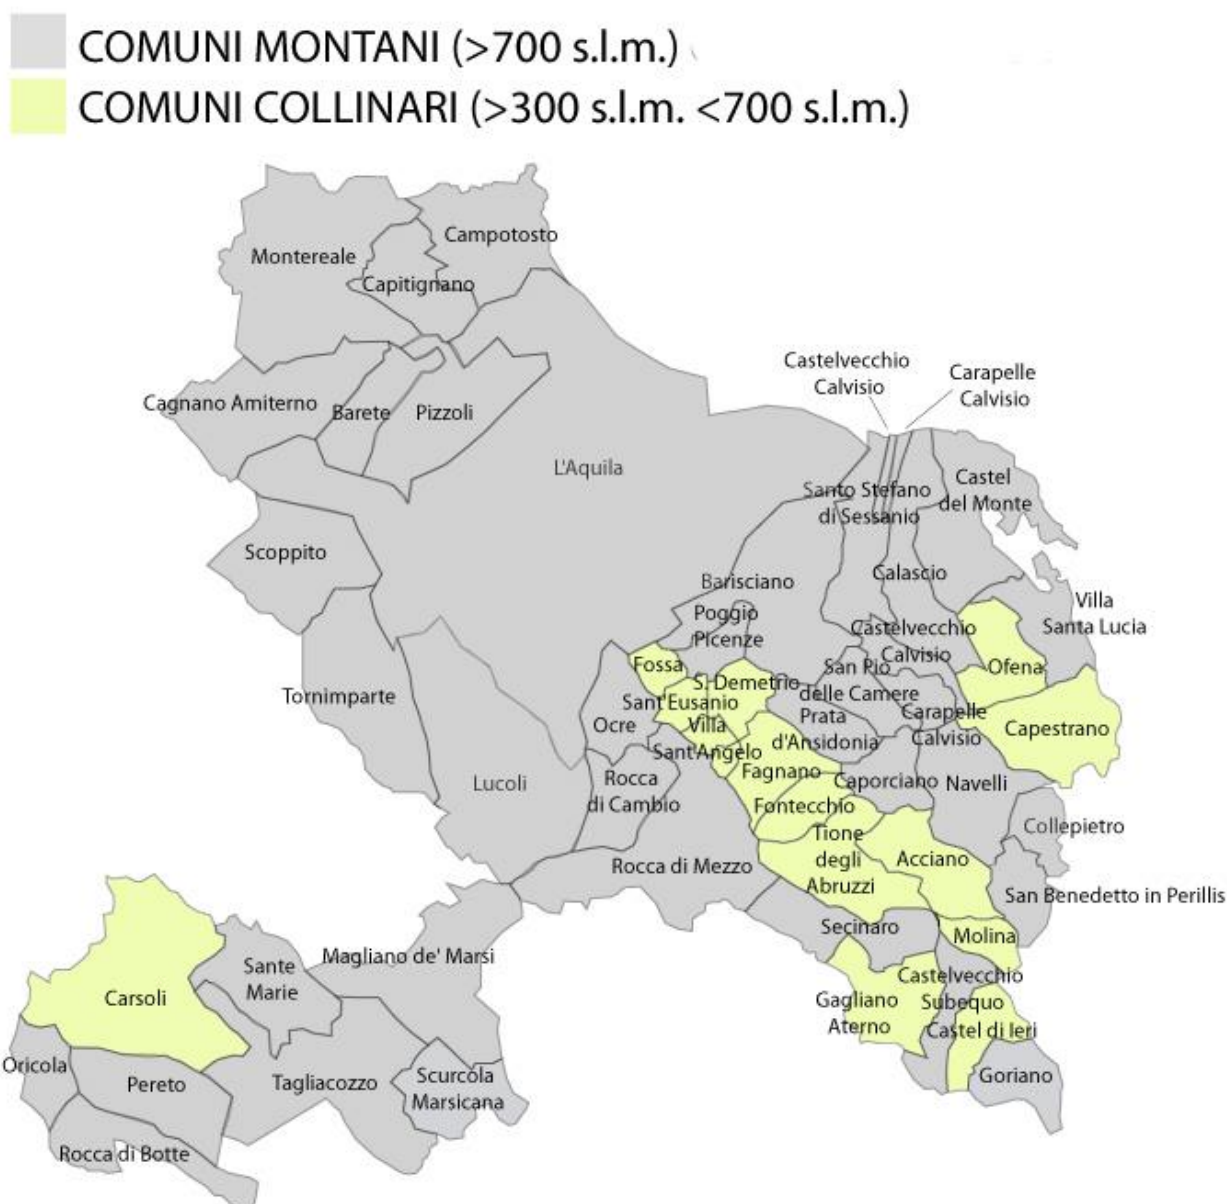 COMUNI MONTANI (>700 s.l.m.)
COMUNI COLLINARI (>300 s.l.m. <700 s.l.m.)
Campotosto
Montereale
Capitignano
Castelvecchio
Calvisio
Carapelle
Calvisio
Cagnano Amiterno
Barete
Pizzoli
L'Aquila
Castel
del Monte
Santo Stefano
di Sessanio
Scoppito
Barisciano
Calascio
Villa
Santa Lucia
Poggio
Picenze
Castelvecchio
Calvisio
Fossa
San Pio
delle Camere
Ofena
S. Demetrio
Tornimparte
Sant'Eusanio
Ocre
Villa
Sant'Angelo
Prata
d'Ansidonia
Carapelle
Calvisio
Capestrano
Lucoli
Rocca
di Cambio
Fagnano
Caporciano
Navelli
Fontecchio
Collepietro
Tione
degli
Abruzzi
Acciano
Rocca di Mezzo
San Benedetto in Perillis
Secinaro
Molina
Magliano de' Marsi
Sante
Marie
Carsoli
Castelvecchio
Subequo
Gagliano
Aterno
Castel di Ieri
Oricola
Pereto
Tagliacozzo
Scurcola
Marsicana
Goriano
Rocca di Botte